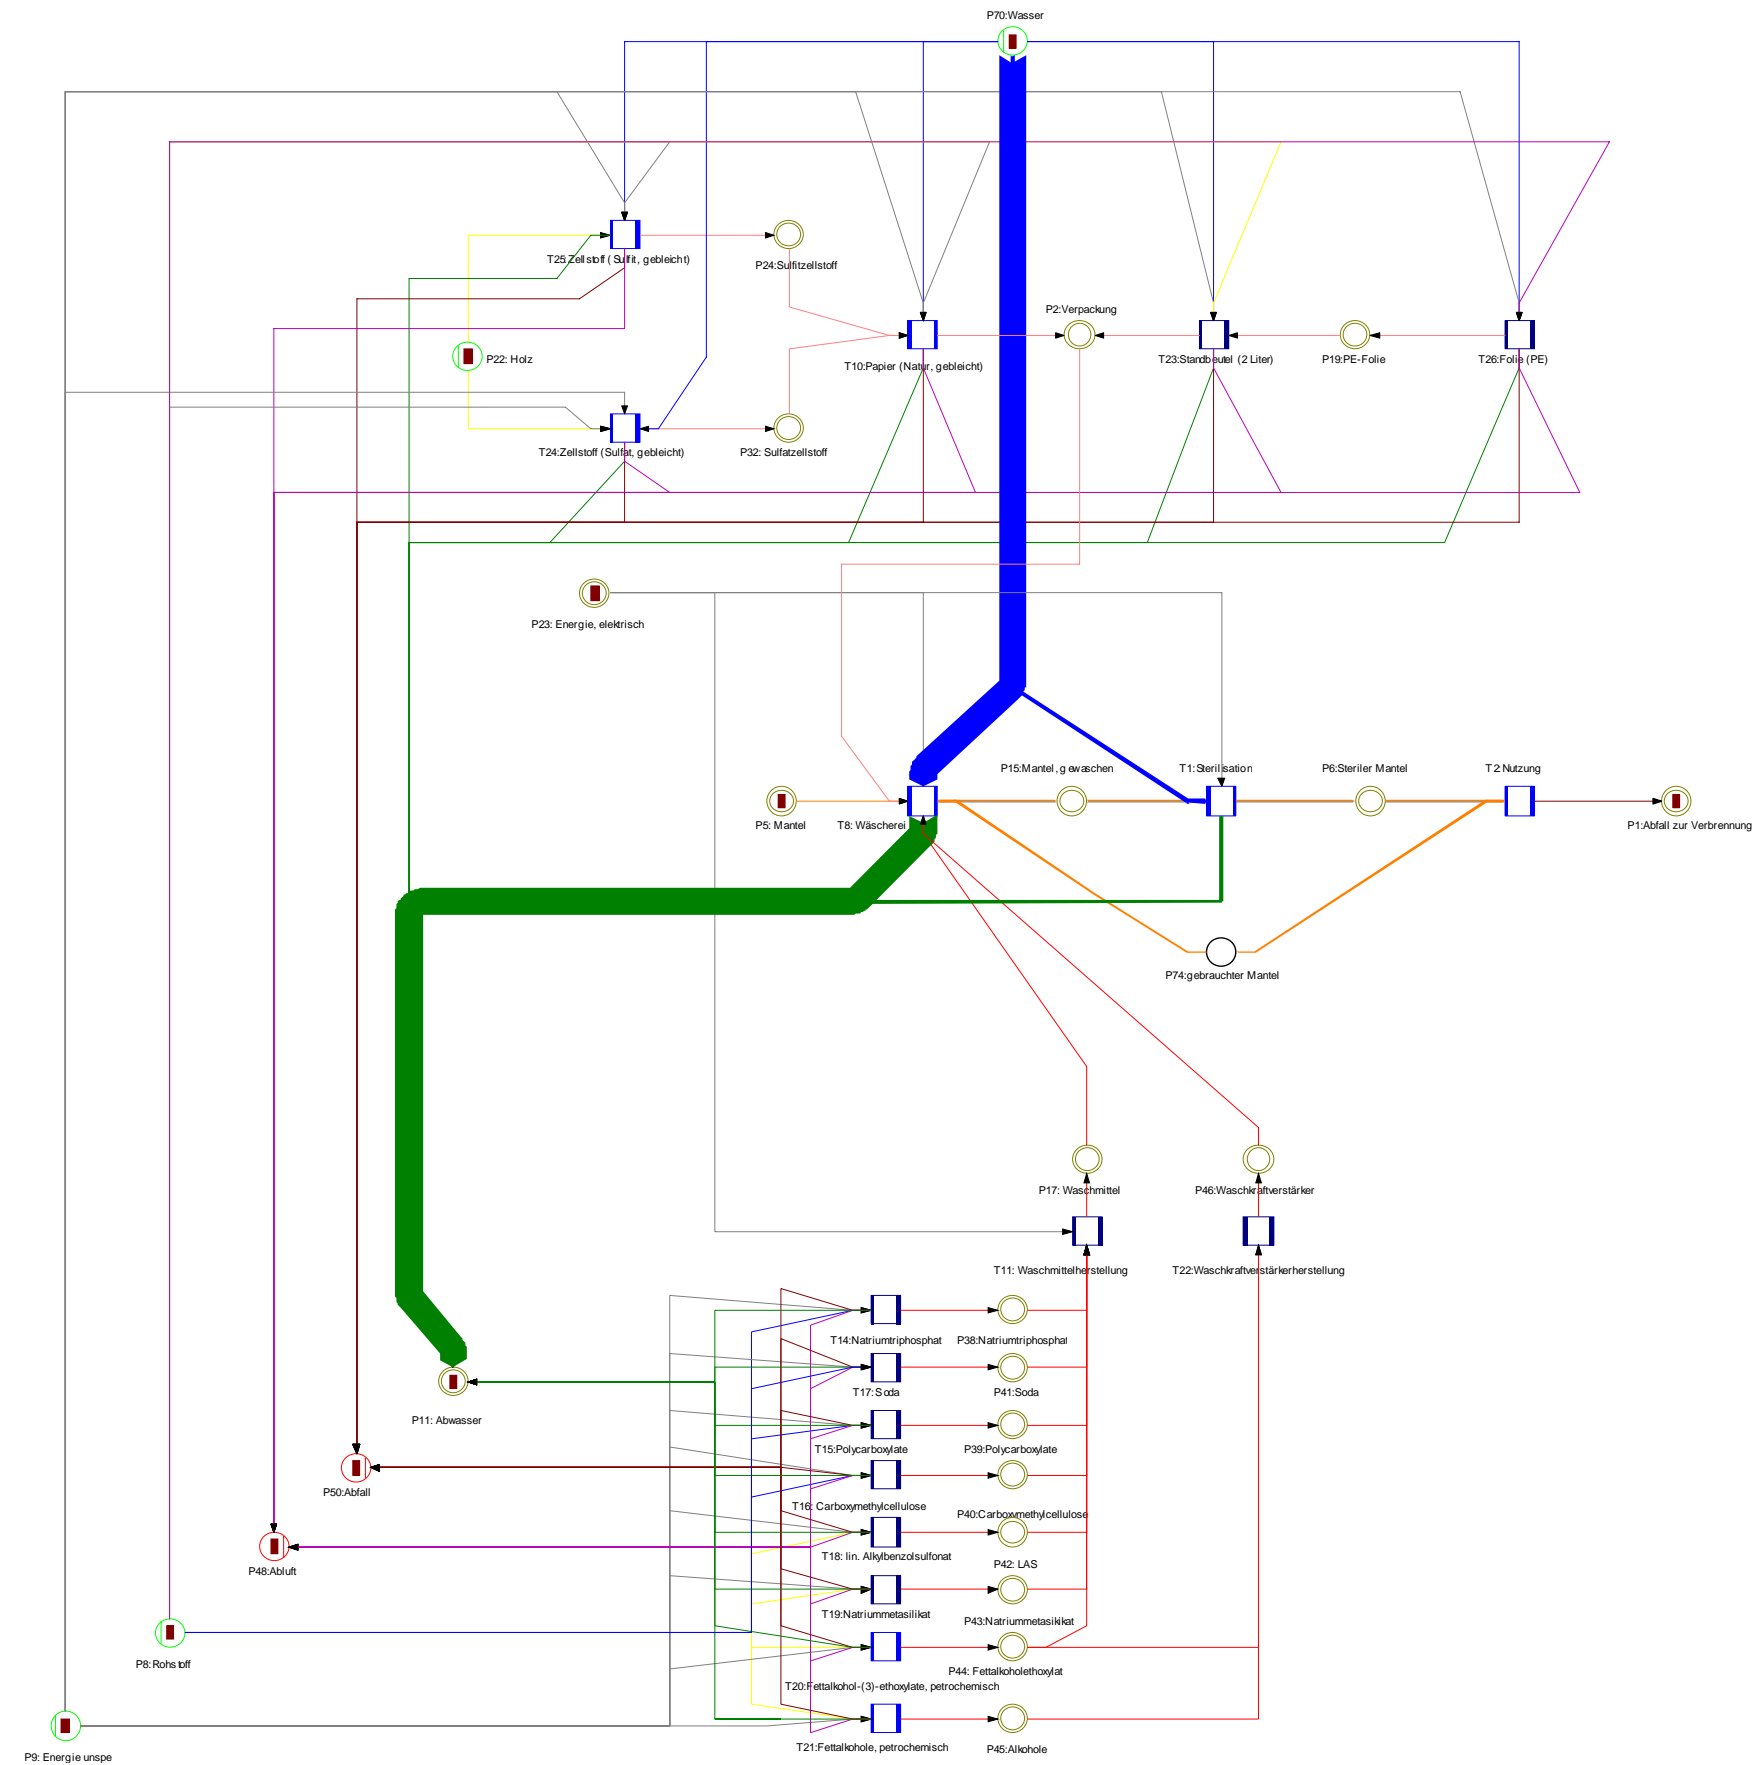 P70:Wasser
T25:Zellstoff (Sulfit, gebleicht)
P24:Sulfitzellstoff
P2:Verpackung
P22: Holz
T10:Papier (Natur, gebleicht)
T23:Standbeutel (2 Liter)
P19:PE-Folie
T26:Folie (PE)
T24:Zellstoff (Sulfat, gebleicht)
P32: Sulfatzellstoff
P23: Energie, elektrisch
P15:Mantel, gewaschen
T1:Sterilisation
P6:Steriler Mantel
T2:Nutzung
P5: Mantel
T8: Wäscherei
P1:Abfall zur Verbrennung
P74:gebrauchter Mantel
P17: Waschmittel
P46:Waschkraftverstärker
T11: Waschmittelherstellung
T22:Waschkraftverstärkerherstellung
T14:Natriumtriphosphat
P38:Natriumtriphosphat
T17: Soda
P41:Soda
P11: Abwasser
T15:Polycarboxylate
P39:Polycarboxylate
P50:Abfall
T16: Carboxymethylcellulose
P40:Carboxymethylcellulose
T18: lin. Alkylbenzolsulfonat
P42: LAS
P48:Abluft
T19:Natriummetasilikat
P43:Natriummetasikikat
P8:Rohstoff
P44: Fettalkoholethoxylat
T20:Fettalkohol-(3)-ethoxylate, petrochemisch
T21:Fettalkohole, petrochemisch
P45:Alkohole
P9: Energie unspe